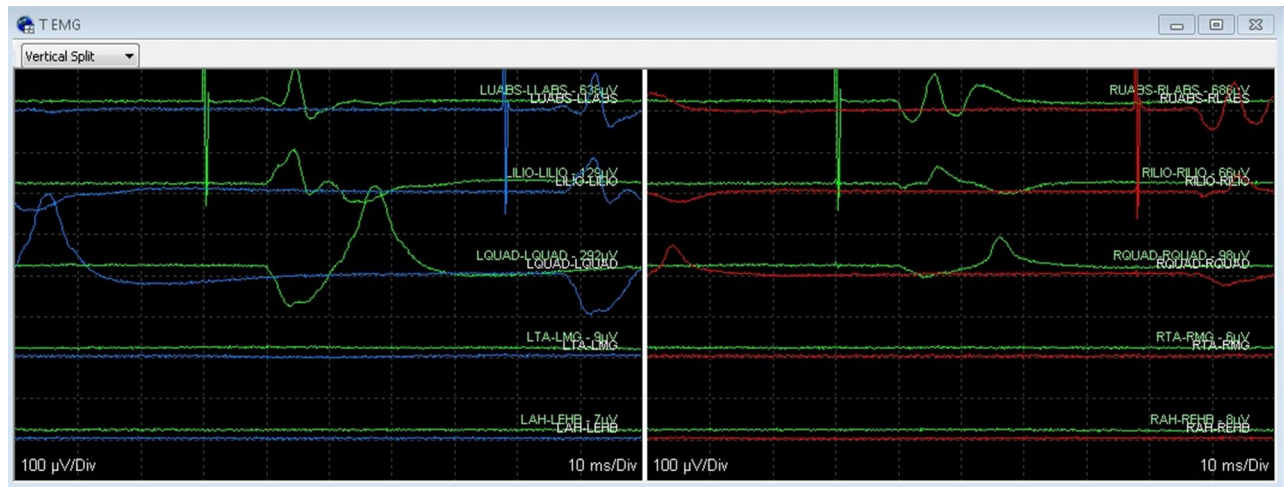 T EMG
Vertical Split
LUABS-LLABS - 638µV
LUABS-LLABS
LILIO-LILIO - 129µV
LILIO-LILIO
LQUAD-LQUAD - 292µV
LQUAD-LQUAD
LTA-LMG - 9µV
LTA-LMG
LAH-LEHB - 7µV
LAH-LEHB
100 µV/Div
10 ms/Div
RUABS-RLABS - 686µV
RUABS-RLABS
RILIO-RILIO - 66µV
RILIO-RILIO
RQUAD-RQUAD - 98µV
RQUAD-RQUAD
RTA-RMG - 6µV
RTA-RMG
RAH-REHB - 8µV
RAH-REHB
100 µV/Div
10 ms/Div